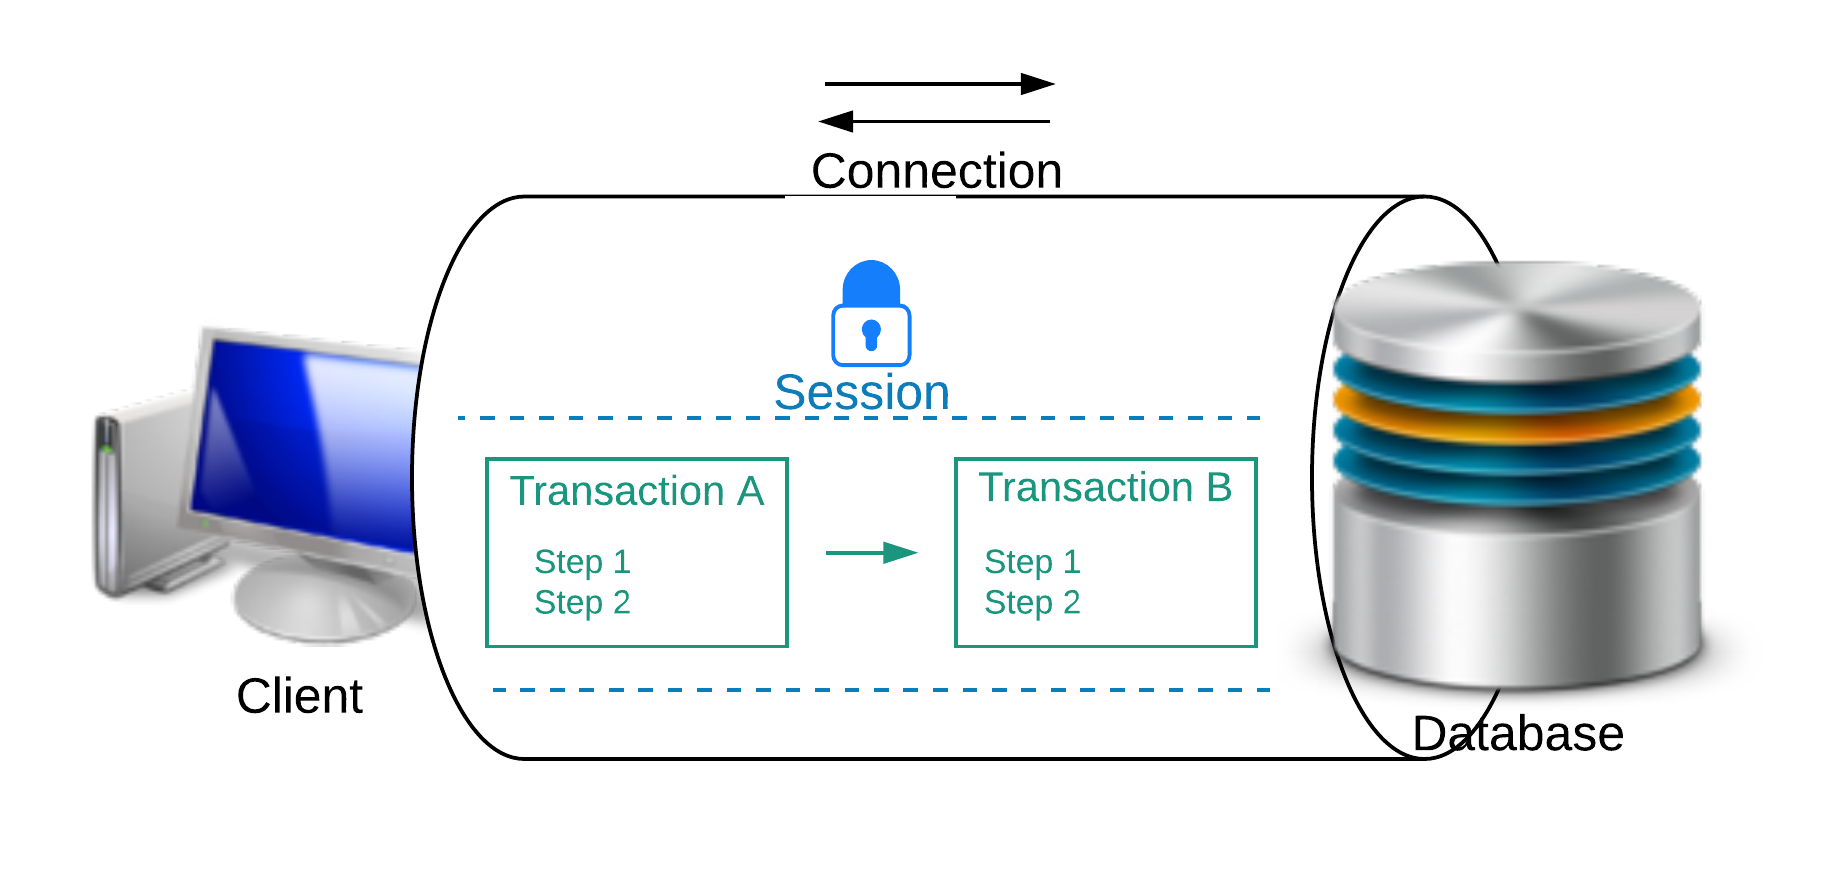 Connection
Session
Transaction A
Step 1
Step 2
Transaction B
Step 1
Step 2
Client
Database